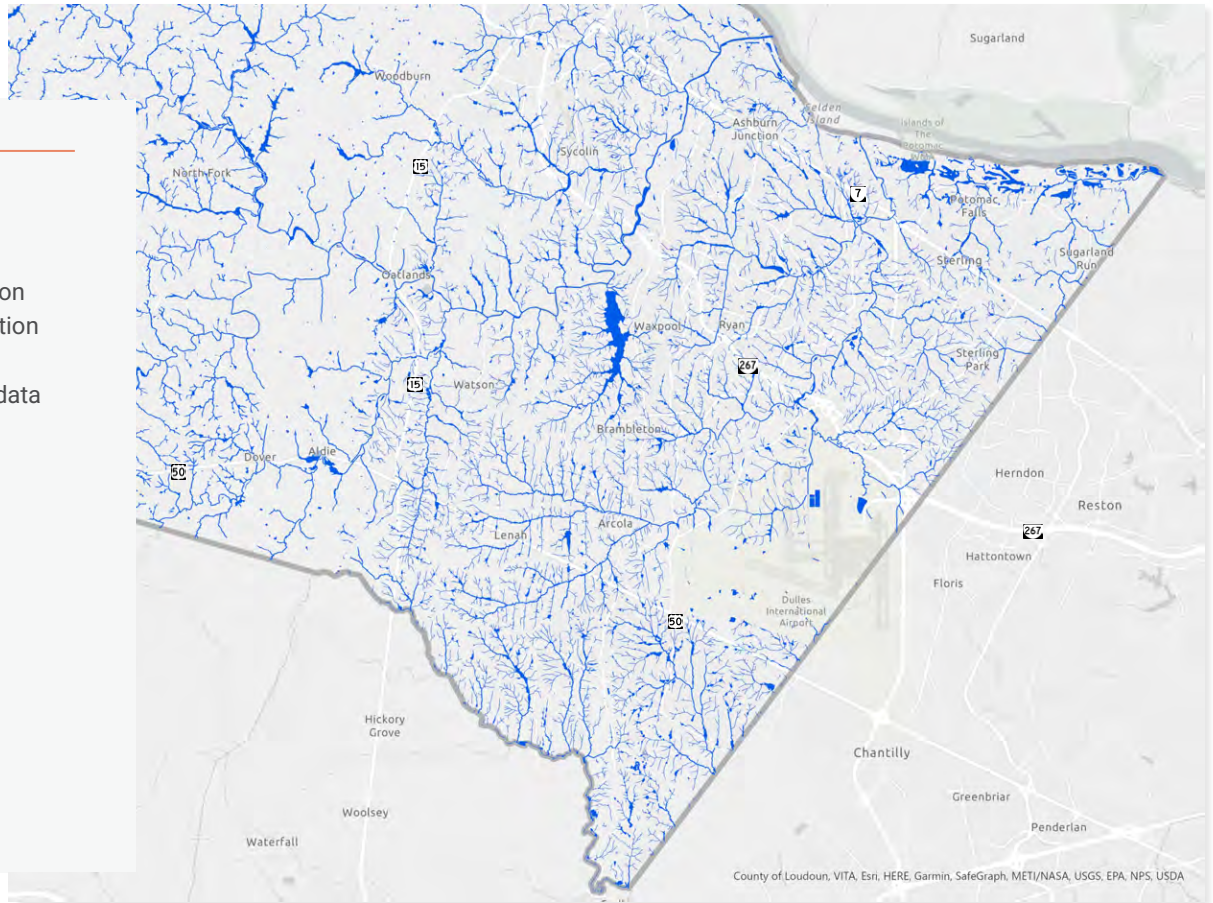 on
tion
data
Sugarland
Woodburn
Selden
Island
Islands of
The
Potomac
Ashburn
Junction
Sycolin
15
North Fork
7
Potomac
Falls
Sugarland
Run
Sterling
Oatlands
Waxpool
Ryan
Sterling
Park
267
15
Watson
Brambleton
Dover
Aldie
50
Herndon
Reston
Arcola
Lenah
267
Hattontown
Floris
Dulles
International
Airport
50
Hickory
Grove
Chantilly
Greenbriar
Woolsey
Penderlan
Waterfall
County of Loudoun, VITA, Esri, HERE, Garmin, SafeGraph, METI/NASA, USGS, EPA, NPS, USDA